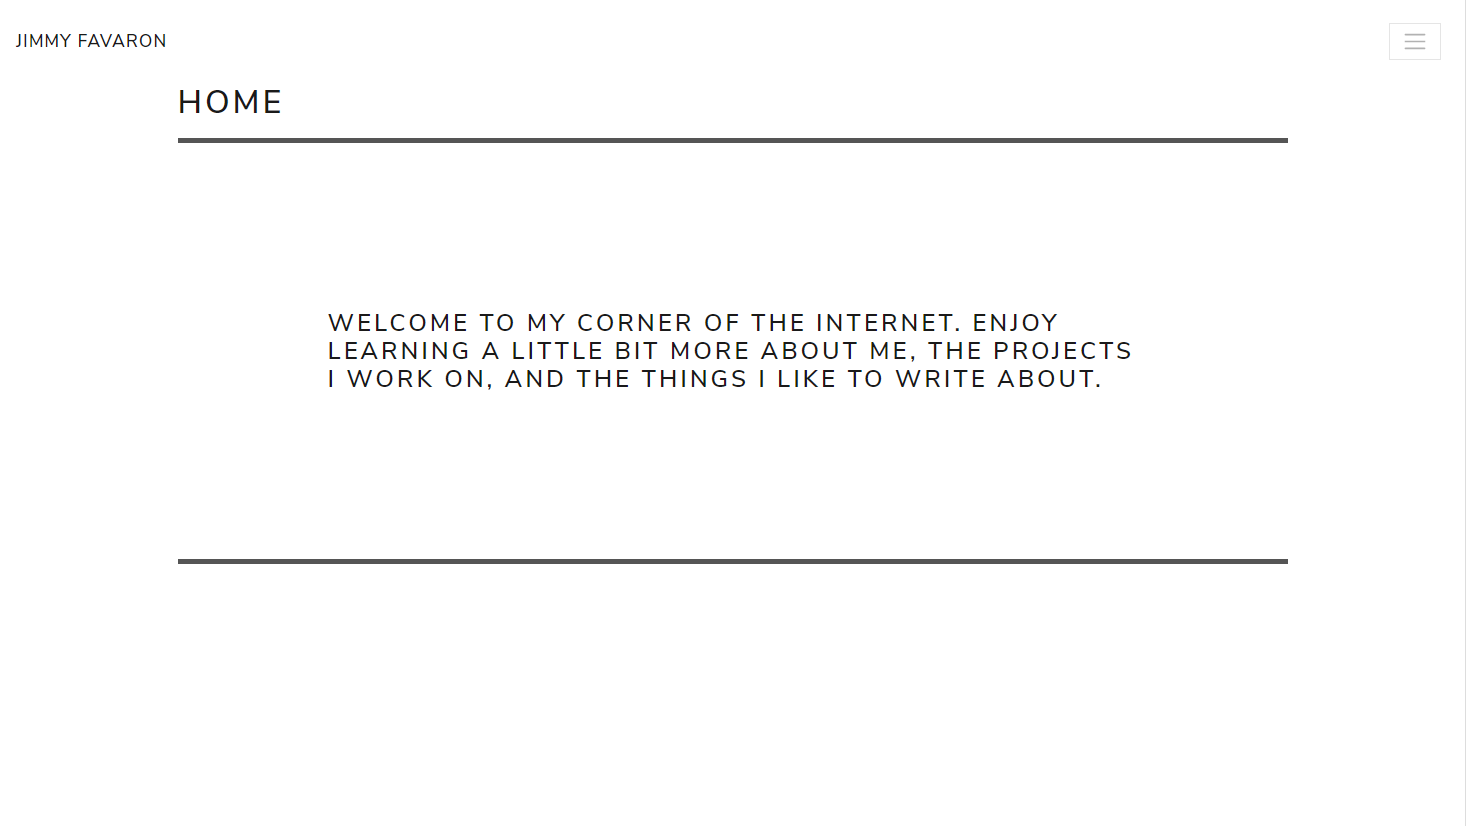 JIMMY FAVARON
HOME
WELCOME TO MY CORNER OF THE INTERNET. ENJOY
LEARNING A LITTLE BIT MORE ABOUT ME, THE PROJECTS
I WORK ON, AND THE THINGS I LIKE TO WRITE ABOUT.